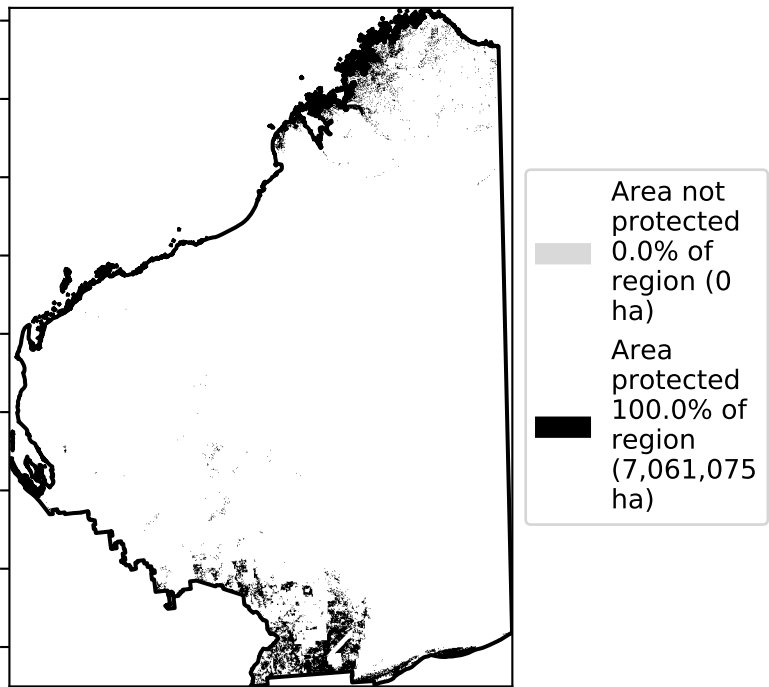 Area not
protected
0.0% of
region (0
ha)
Area
protected
100.0% of
region
(7,061,075
ha)